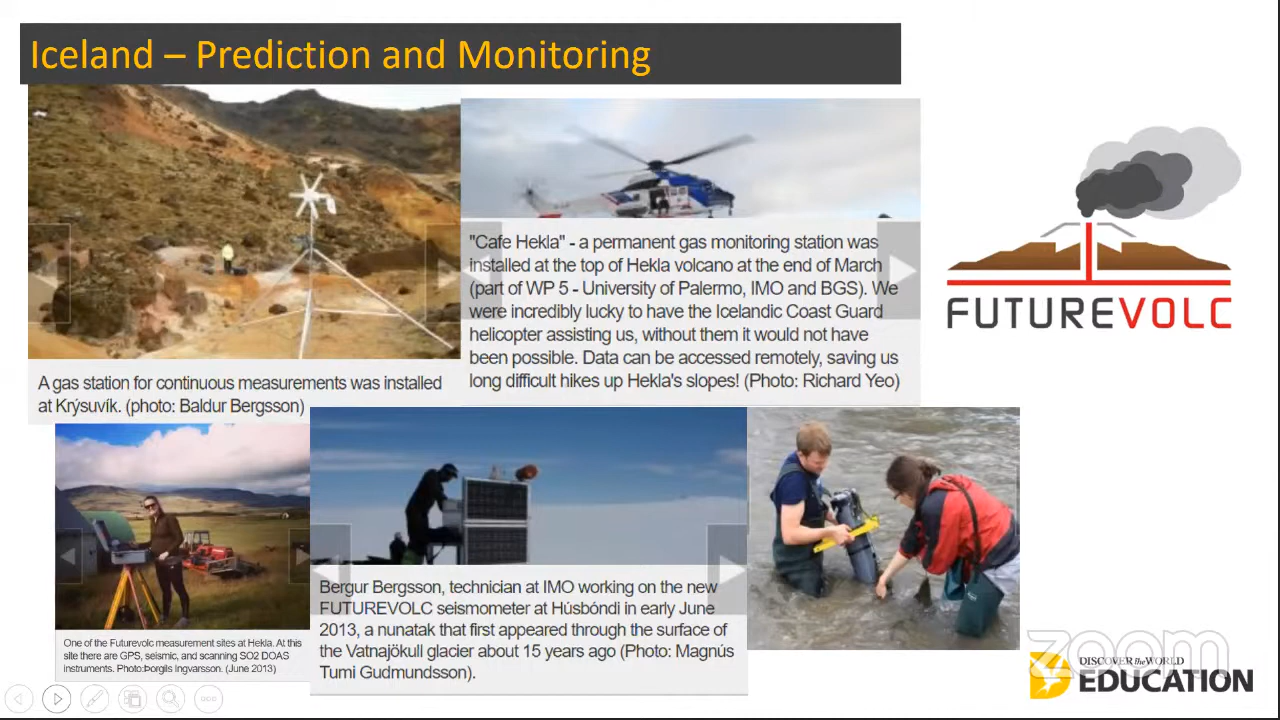 Iceland – Prediction and Monitoring
"Cafe Hekla" - a permanent gas monitoring station was
installed at the top of Hekla volcano at the end of March
(part of WP 5 - University of Palermo, IMO and BGS). We
were incredibly lucky to have the Icelandic Coast Guard
helicopter assisting us, without them it would not have
been possible. Data can be accessed remotely, saving us
long difficult hikes up Hekla's slopes! (Photo: Richard Yeo)
FUTUREVOLC
A gas station for continuous measurements was installed
at Krýsuvík. (photo: Baldur Bergsson)
One of the Futurevolc measurement sites at Hekla. At this
site there are GPS, seismic, and scanning SO2 DOAS
instruments. Photo:Þorgils Ingvarsson. (June 2013)
Bergur Bergsson, technician at IMO working on the new
FUTUREVOLC seismometer at Húsbóndi in early June
2013, a nunatak that first appeared through the surface of
the Vatnajökull glacier about 15 years ago (Photo: Magnús
Tumi Gudmundsson).
zoom
DISCOVER the WORLD
EDUCATION